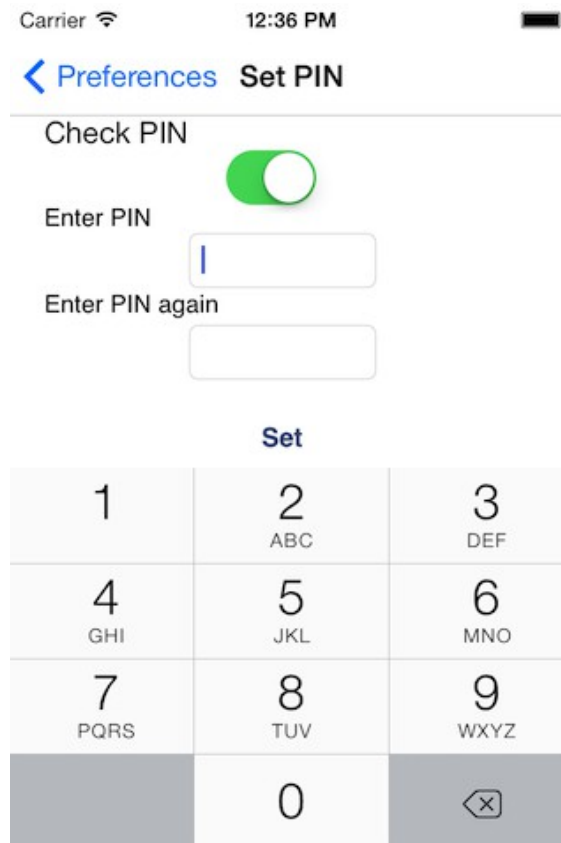 Carrier 12:36 PM
Preferences Set PIN
Check PIN
Enter PIN
Enter PIN again
Set
1 2 3
ABC DEF
4 5 6
GHI JKL MNO
7 8 9
PQRS TUV WXYZ
0